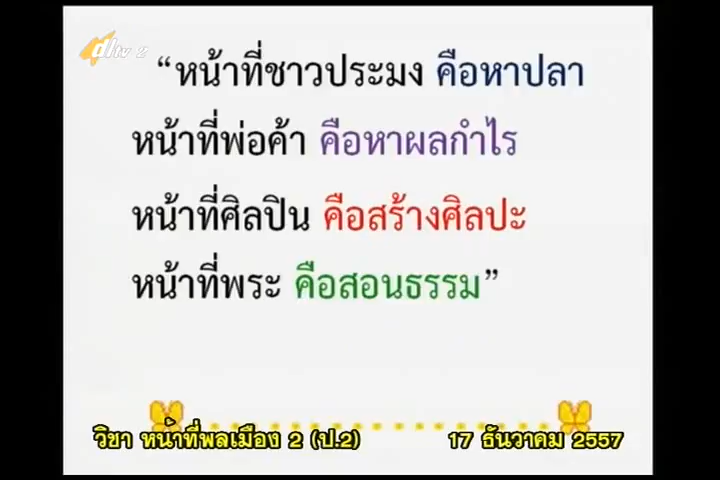 dltv 2
“หน้าที่ชาวประมง คือหาปลา
หน้าที่พ่อค้า คือหาผลกำไร
หน้าที่ศิลปิน คือสร้างศิลปะ
หน้าที่พระ คือสอนธรรม”
วิชา หน้าที่พลเมือง 2 (ป.2) 17 ธันวาคม 2557